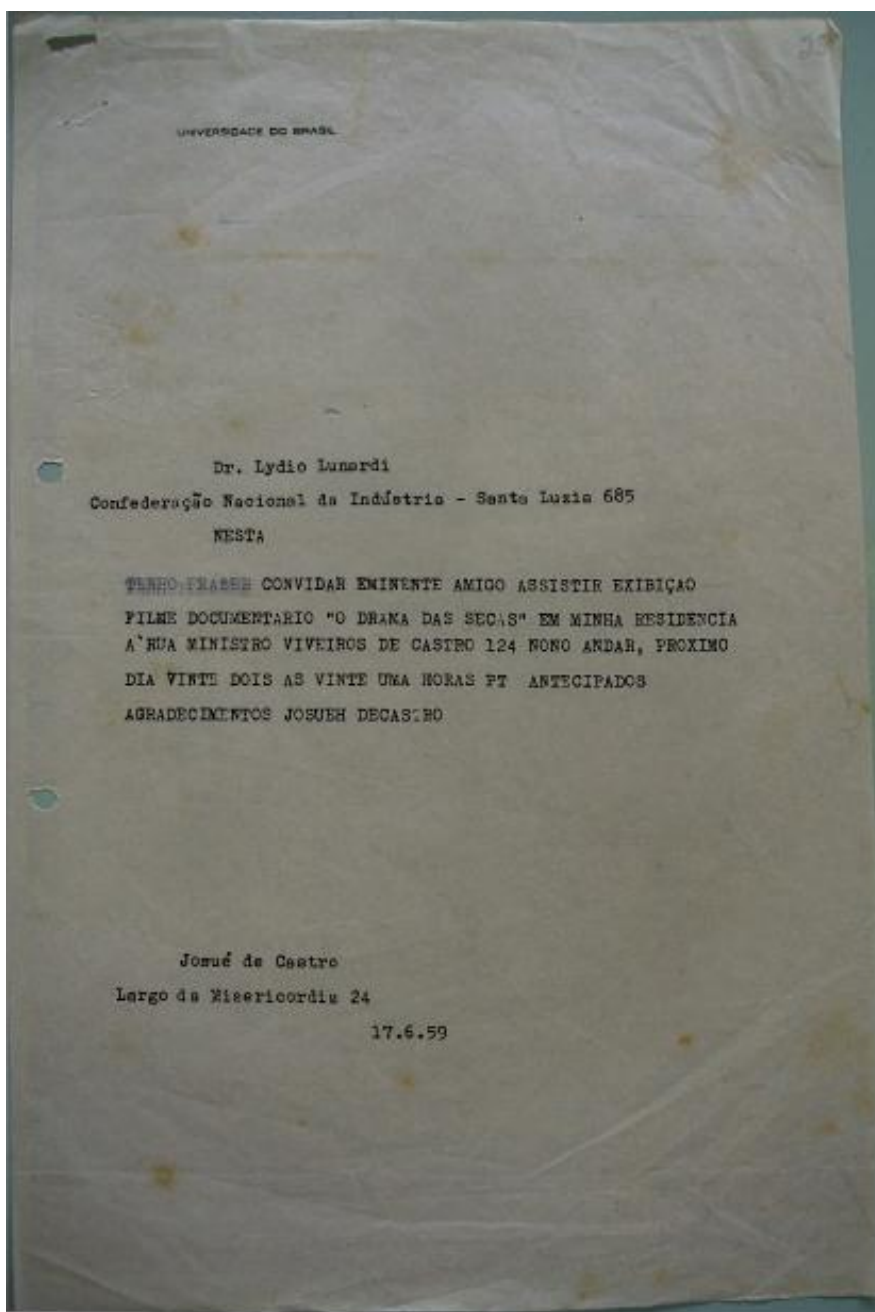 UNIVERSIDADE DO BRASIL
Dr. Lydio Lunardi
Confederação Nacional da Indústria - Santa Luzia 685
NESTA
TENHO PRAZER CONVIDAR EMINENTE AMIGO ASSISTIR EXIBIÇAO
FILME DOCUMENTARIO "O DRAMA DAS SECAS" EM MINHA RESIDENCIA
A`RUA MINISTRO VIVEIROS DE CASTRO 124 NONO ANDAR, PROXIMO
DIA VINTE DOIS AS VINTE UMA HORAS PT ANTECIPADOS
AGRADECIMENTOS JOSUEH DECASTRO
Josué de Castro
Largo da Misericordia 24
17.6.59